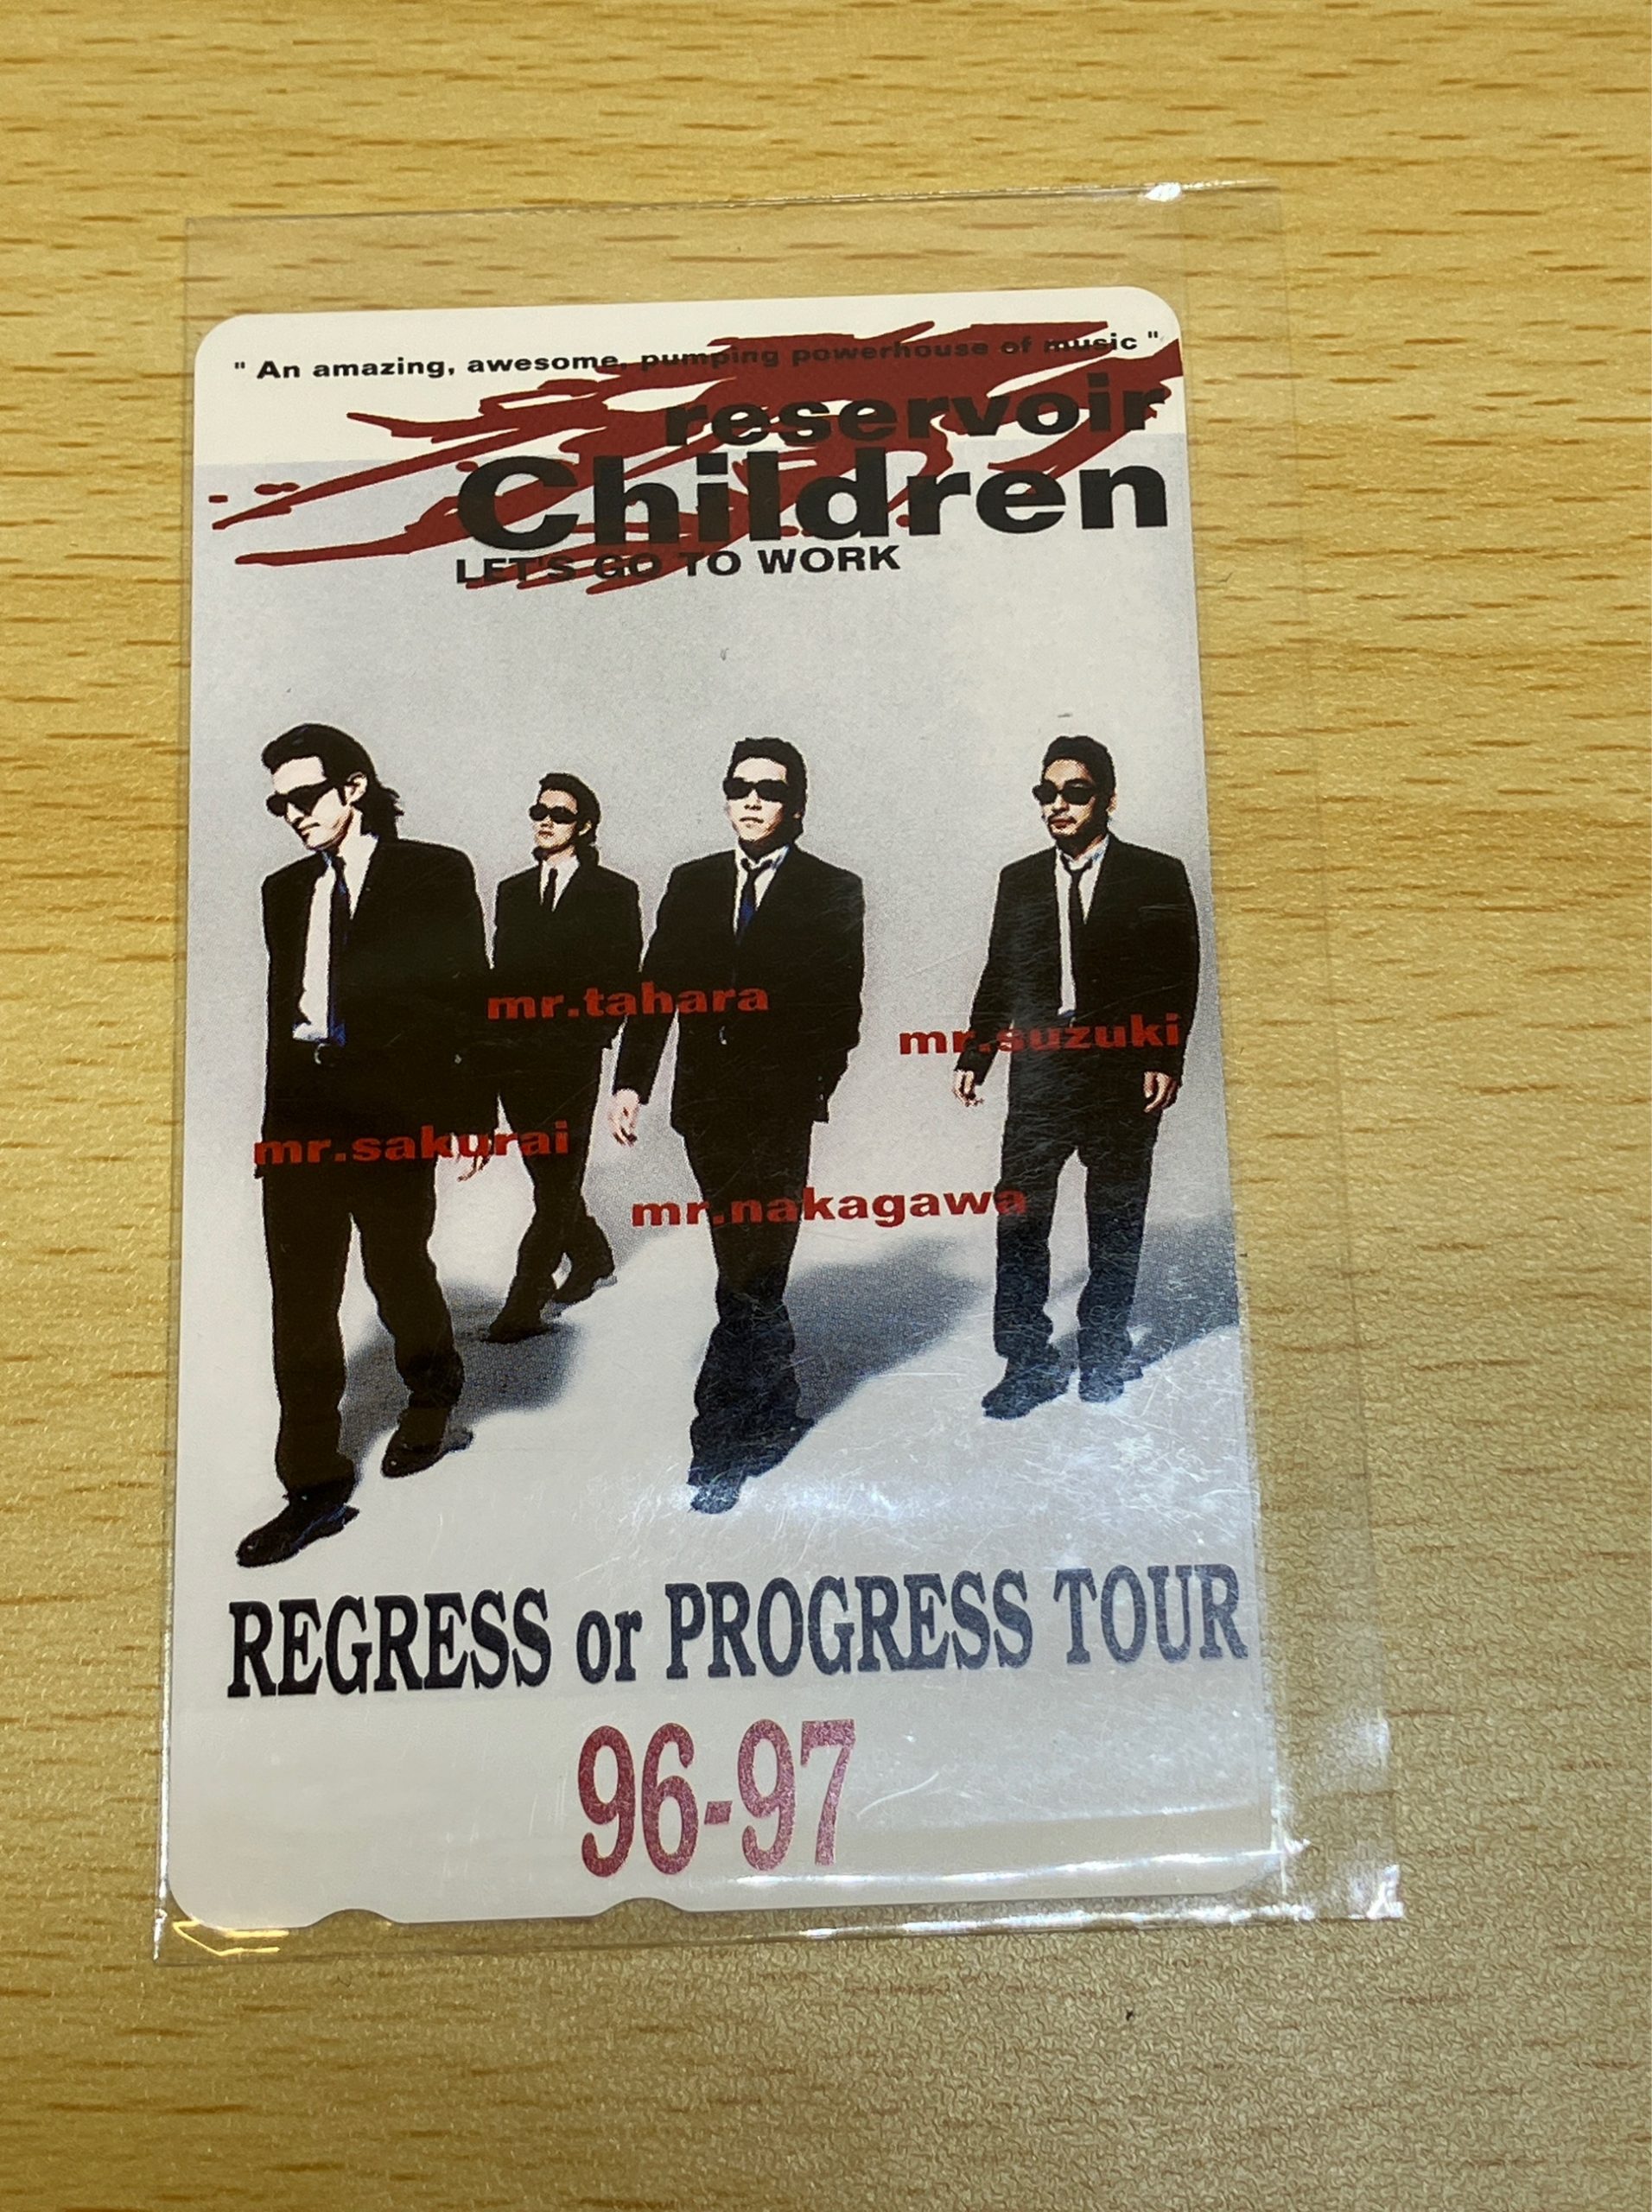 " An amazing, awesome, pumping powerhouse of music "
reservoir
Children
LET'S GO TO WORK
mr.tahara
mr.suzuki
mr.sakurai
mr.nakagawa
REGRESS or PROGRESS TOUR
96-97